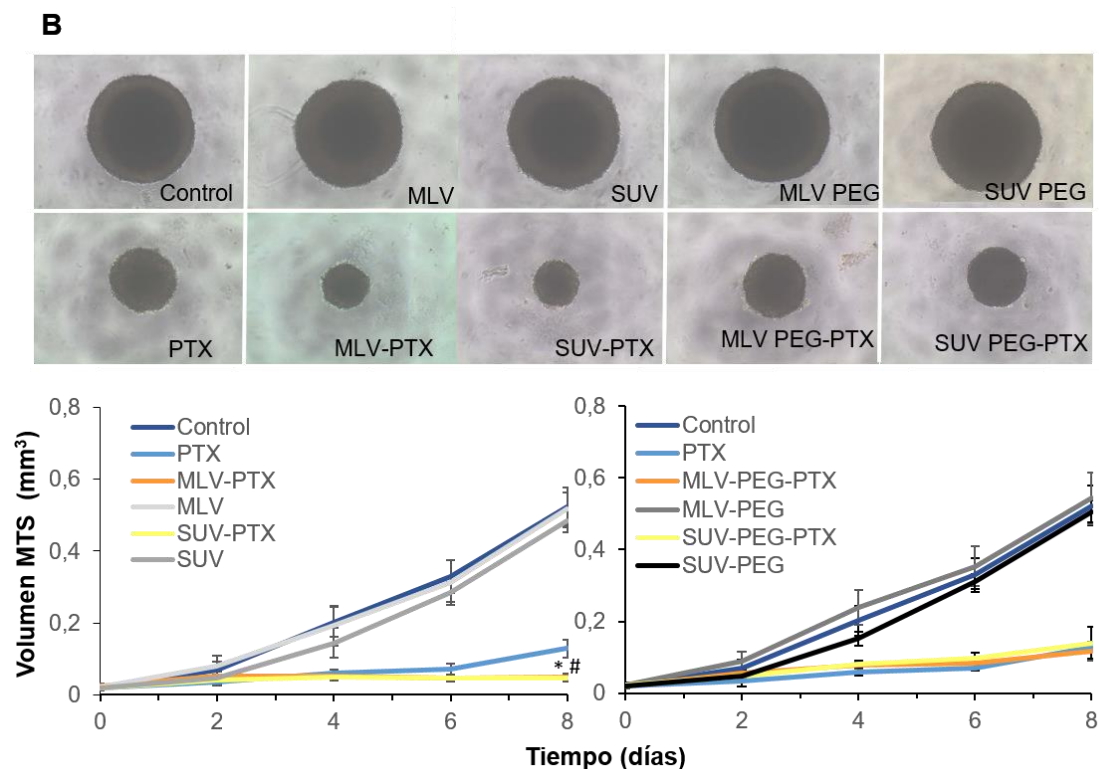 B
Control
MLV
SUV
MLV PEG
SUV PEG
PTX
MLV-PTX
SUV-PTX
MLV PEG-PTX
SUV PEG-PTX
Volumen MTS (mm³)
0,8
0,6
0,4
0,2
0
Control
PTX
MLV-PTX
MLV
SUV-PTX
SUV
* #
0 2 4 6 8
0,8
0,6
0,4
0,2
0
Control
PTX
MLV-PEG-PTX
MLV-PEG
SUV-PEG-PTX
SUV-PEG
0 2 4 6 8
Tiempo (días)